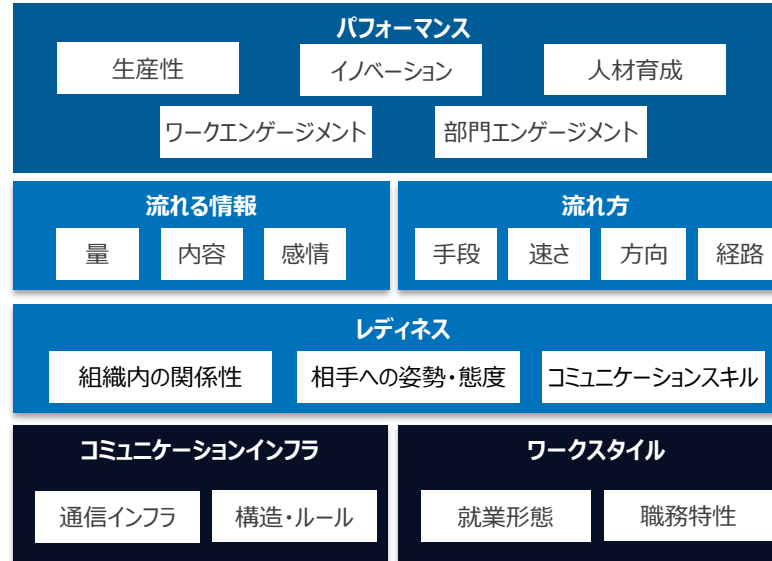 パフォーマンス
生産性
イノベーション
人材育成
ワークエンゲージメント
部門エンゲージメント
流れる情報
量
内容
感情
流れ方
手段
速さ
方向
経路
レディネス
組織内の関係性
相手への姿勢・態度
コミュニケーションスキル
コミュニケーションインフラ
通信インフラ
構造・ルール
ワークスタイル
就業形態
職務特性